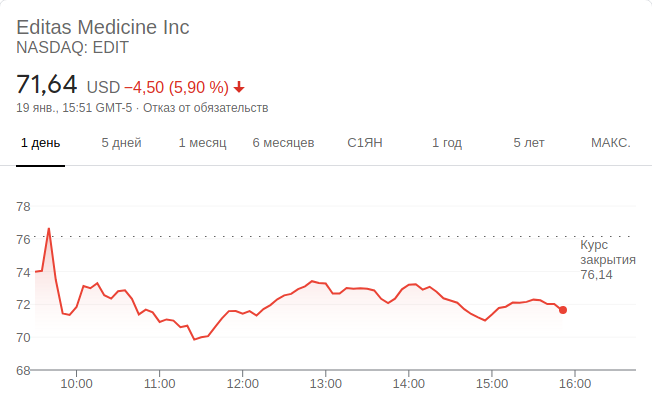 Editas Medicine Inc
NASDAQ: EDIT
71,64 USD −4,50 (5,90 %)
19 янв., 15:51 GMT-5 · Отказ от обязательств
1 день 5 дней 1 месяц 6 месяцев С1ЯН 1 год 5 лет МАКС.
78
76
Курс
закрытия
76,14
74
72
70
68
10:00 11:00 12:00 13:00 14:00 15:00 16:00